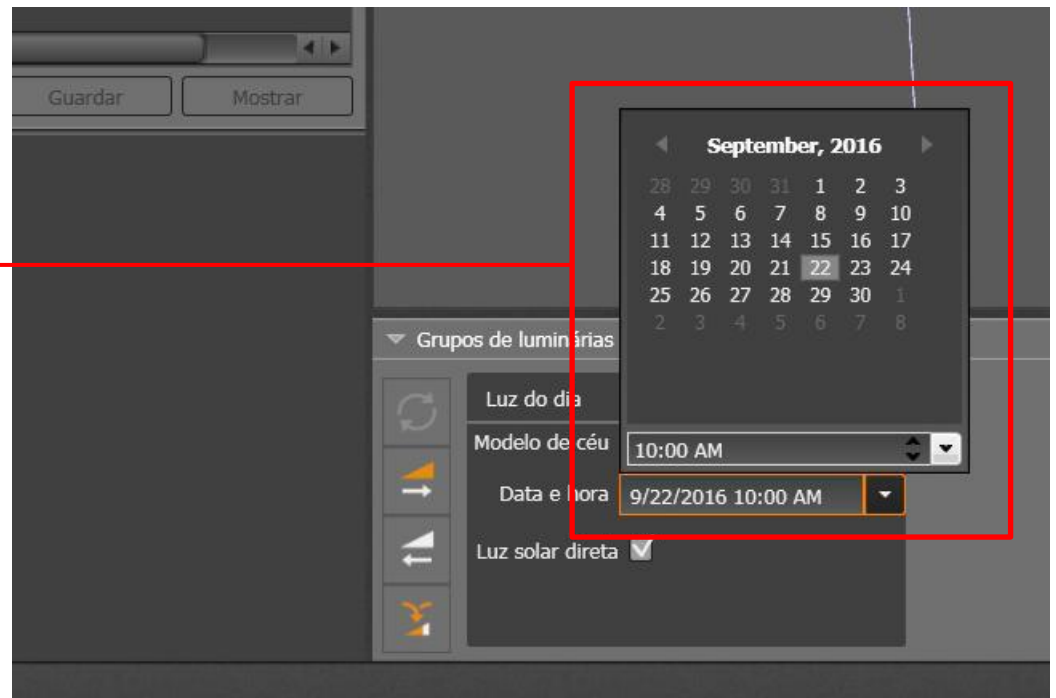 Guardar Mostrar
September, 2016
28 29 30 31 1 2 3
4 5 6 7 8 9 10
11 12 13 14 15 16 17
18 19 20 21 22 23 24
25 26 27 28 29 30 1
2 3 4 5 6 7 8
10:00 AM
Grupos de luminárias
Luz do dia
Modelo de céu
Data e hora 9/22/2016 10:00 AM
Luz solar direta